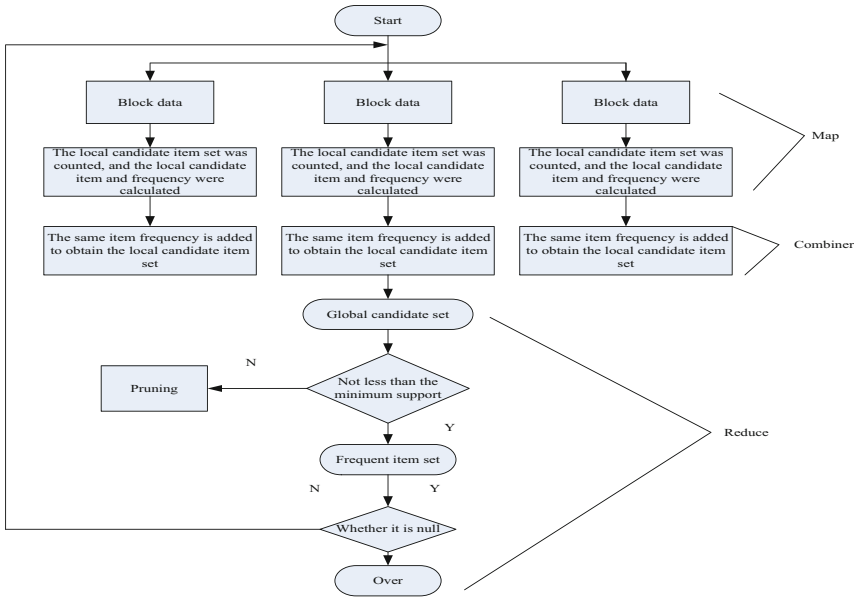 Start
Block data
Block data
Block data
Map
The local candidate item set was
counted, and the local candidate
item and frequency were
calculated
The local candidate item set was
counted, and the local candidate
item and frequency were
calculated
The local candidate item set was
counted, and the local candidate
item and frequency were
calculated
The same item frequency is added
to obtain the local candidate item
set
The same item frequency is added
to obtain the local candidate item
set
The same item frequency is added
to obtain the local candidate item
set
Combiner
Global candidate set
N
Pruning
Not less than the
minimum support
Y
Reduce
Frequent item set
N
Y
Whether it is null
Over